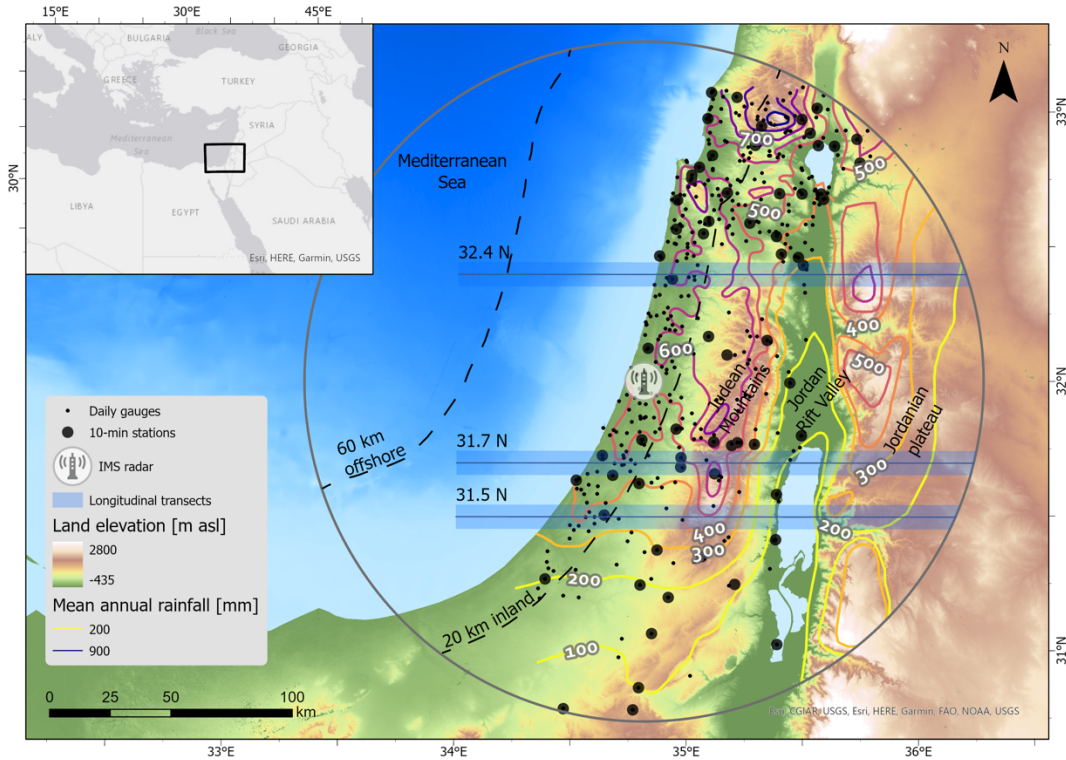 15°E
30°E
45°E
ALY
BULGARIA
Black Sea
GEORGIA
GREECE
TURKEY
SYRIA
Mediterranean
Sea
LIBYA
EGYPT
SAUDI ARABIA
Esri, HERE, Garmin, USGS
30°N
N
33°N
32°N
31°N
Mediterranean
Sea
700
500
500
32.4 N
400
600
500
Judean
Mountains
Jordan
Rift Valley
Jordanian
plateau
60 km
offshore
31.7 N
300
31.5 N
400
300
200
200
20 km inland
100
Daily gauges
10-min stations
IMS radar
Longitudinal transects
Land elevation [m asl]
2800
-435
Mean annual rainfall [mm]
200
900
0
25
50
100
km
Esri, CGIAR, USGS, Esri, HERE, Garmin, FAO, NOAA, USGS
33°E
34°E
35°E
36°E